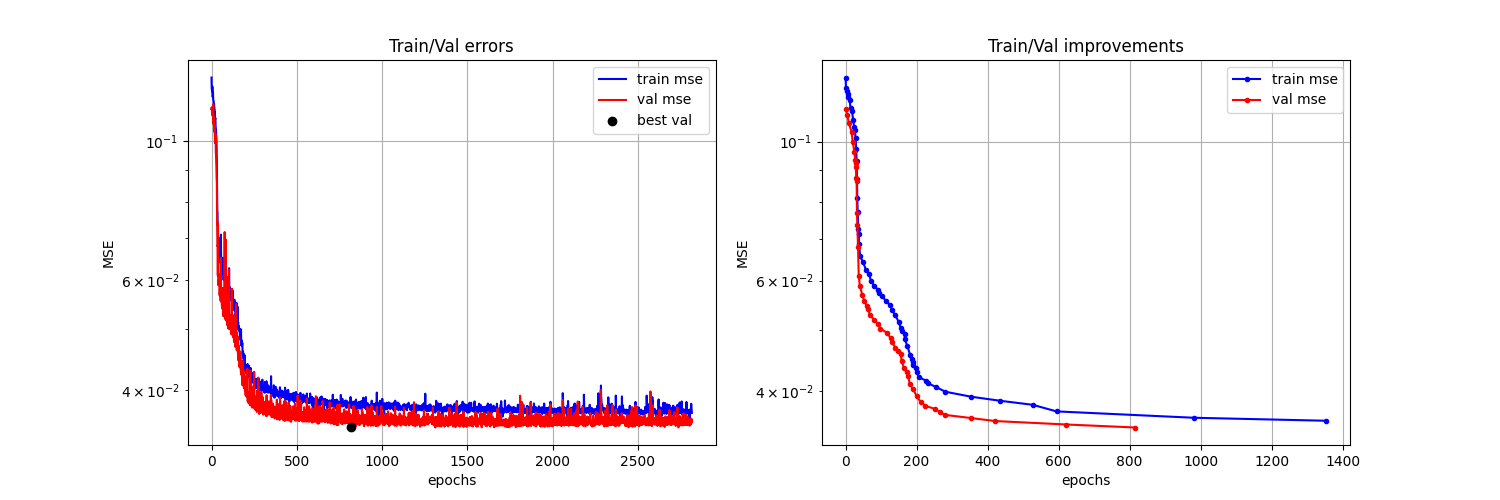 Train/Val errors
train mse
val mse
best val
MSE
10⁻¹
6 × 10⁻²
4 × 10⁻²
0 500 1000 1500 2000 2500
epochs
Train/Val improvements
train mse
val mse
MSE
10⁻¹
6 × 10⁻²
4 × 10⁻²
0 200 400 600 800 1000 1200 1400
epochs